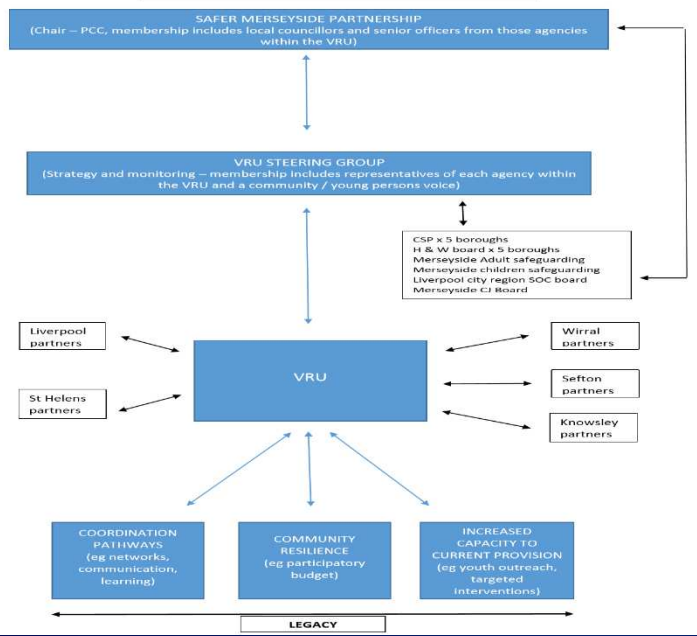 SAFER MERSEYSIDE PARTNERSHIP
(Chair – PCC, membership includes local councillors and senior officers from those agencies
within the VRU)
VRU STEERING GROUP
(Strategy and monitoring – membership includes representatives of each agency within
the VRU and a community / young persons voice)
CSP x 5 boroughs
H & W board x 5 boroughs
Merseyside Adult safeguarding
Merseyside children safeguarding
Liverpool city region SOC board
Merseyside CJ Board
Liverpool
partners
St Helens
partners
VRU
Wirral
partners
Sefton
partners
Knowsley
partners
COORDINATION
PATHWAYS
(eg networks,
communication,
learning)
COMMUNITY
RESILIENCE
(eg participatory
budget)
INCREASED
CAPACITY TO
CURRENT PROVISION
(eg youth outreach,
targeted
interventions)
LEGACY